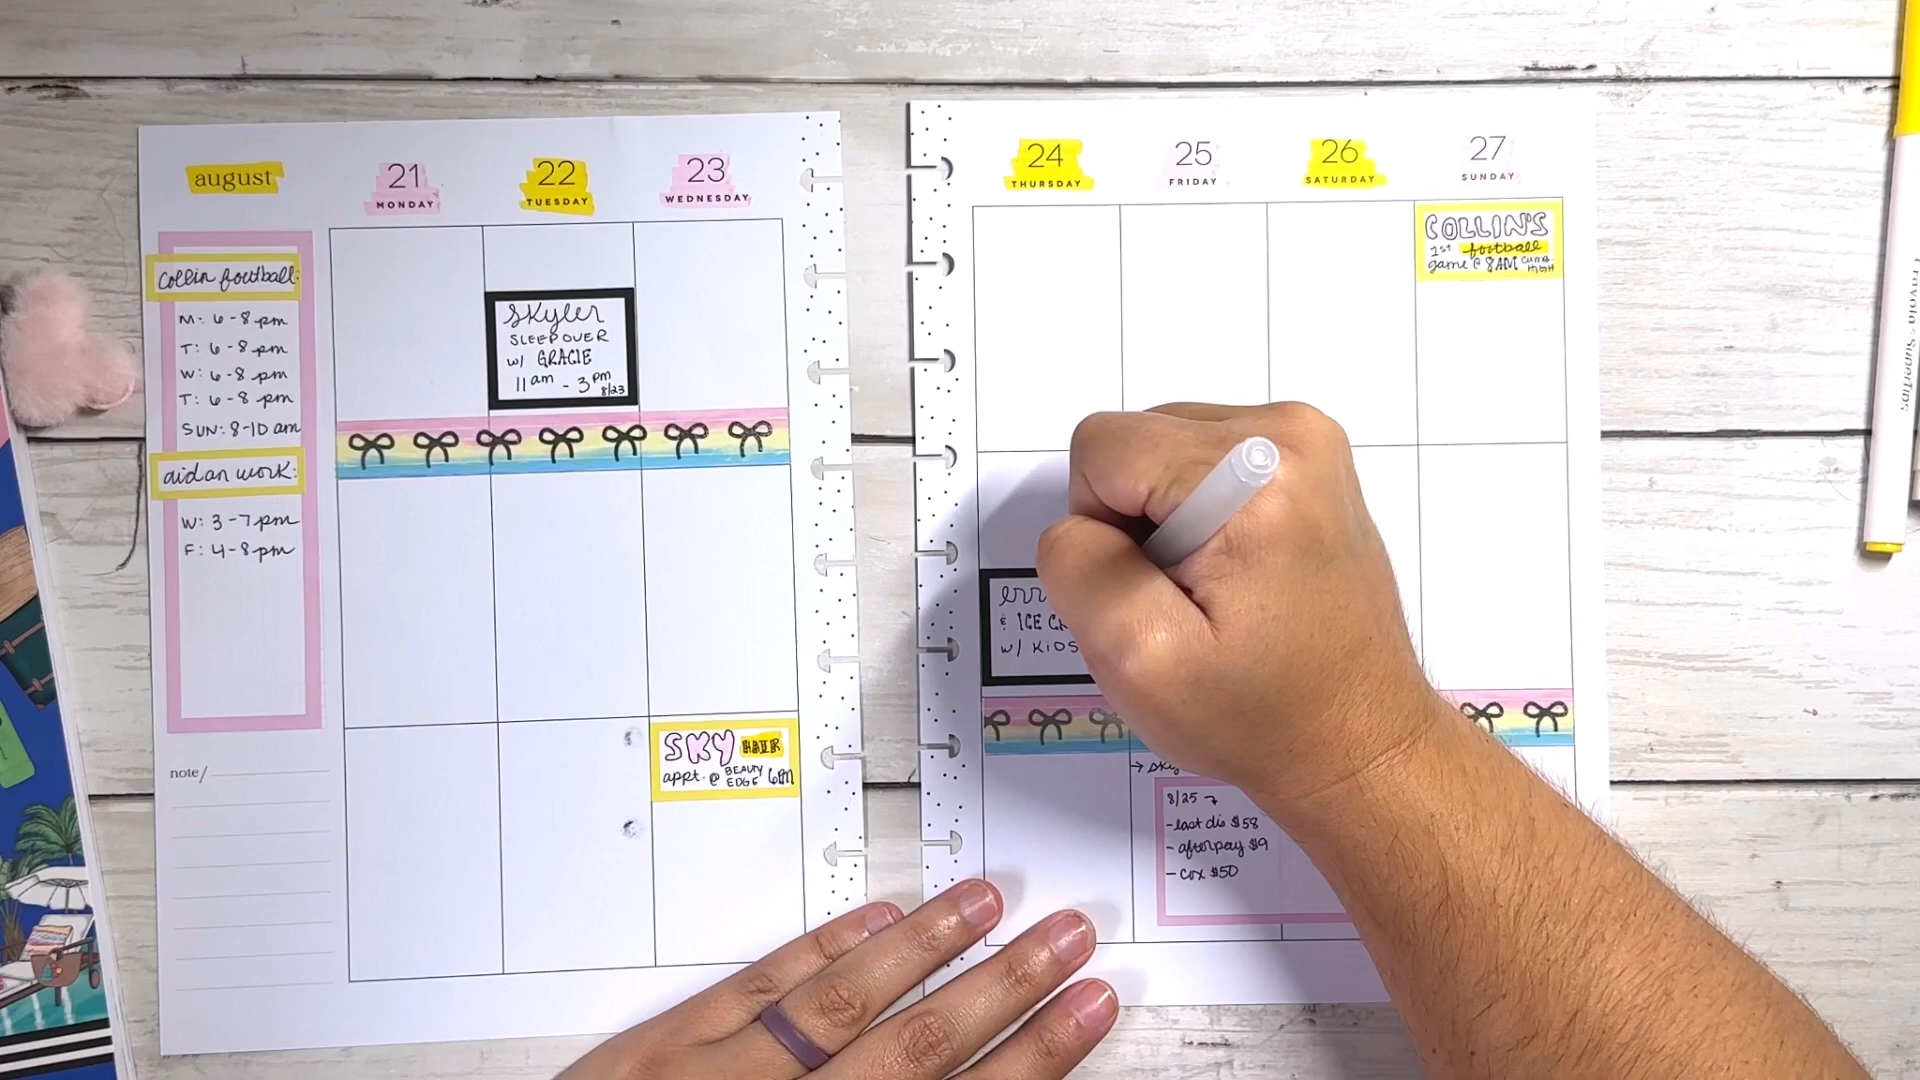 august
21
MONDAY
22
TUESDAY
23
WEDNESDAY
collin football:
M: 6-8pm
T: 6-8pm
W: 6-8pm
T: 6-8pm
SUN: 8-10 am
aidan work:
W: 3-7pm
F: 4-8pm
note/
Skyler
SLEEPOVER
w/ GRACIE
11am - 3pm
8/23
SKY HAIR
appt. @ BEAUTY EDGE 6PM
24
THURSDAY
25
FRIDAY
26
SATURDAY
27
SUNDAY
COLLIN'S
1st football
game @ 8AM
HIGH
& ICE
w/ KIDS
8/25
- last dis $58
- afterpay $9
- cox $50
Crayola SuperTips